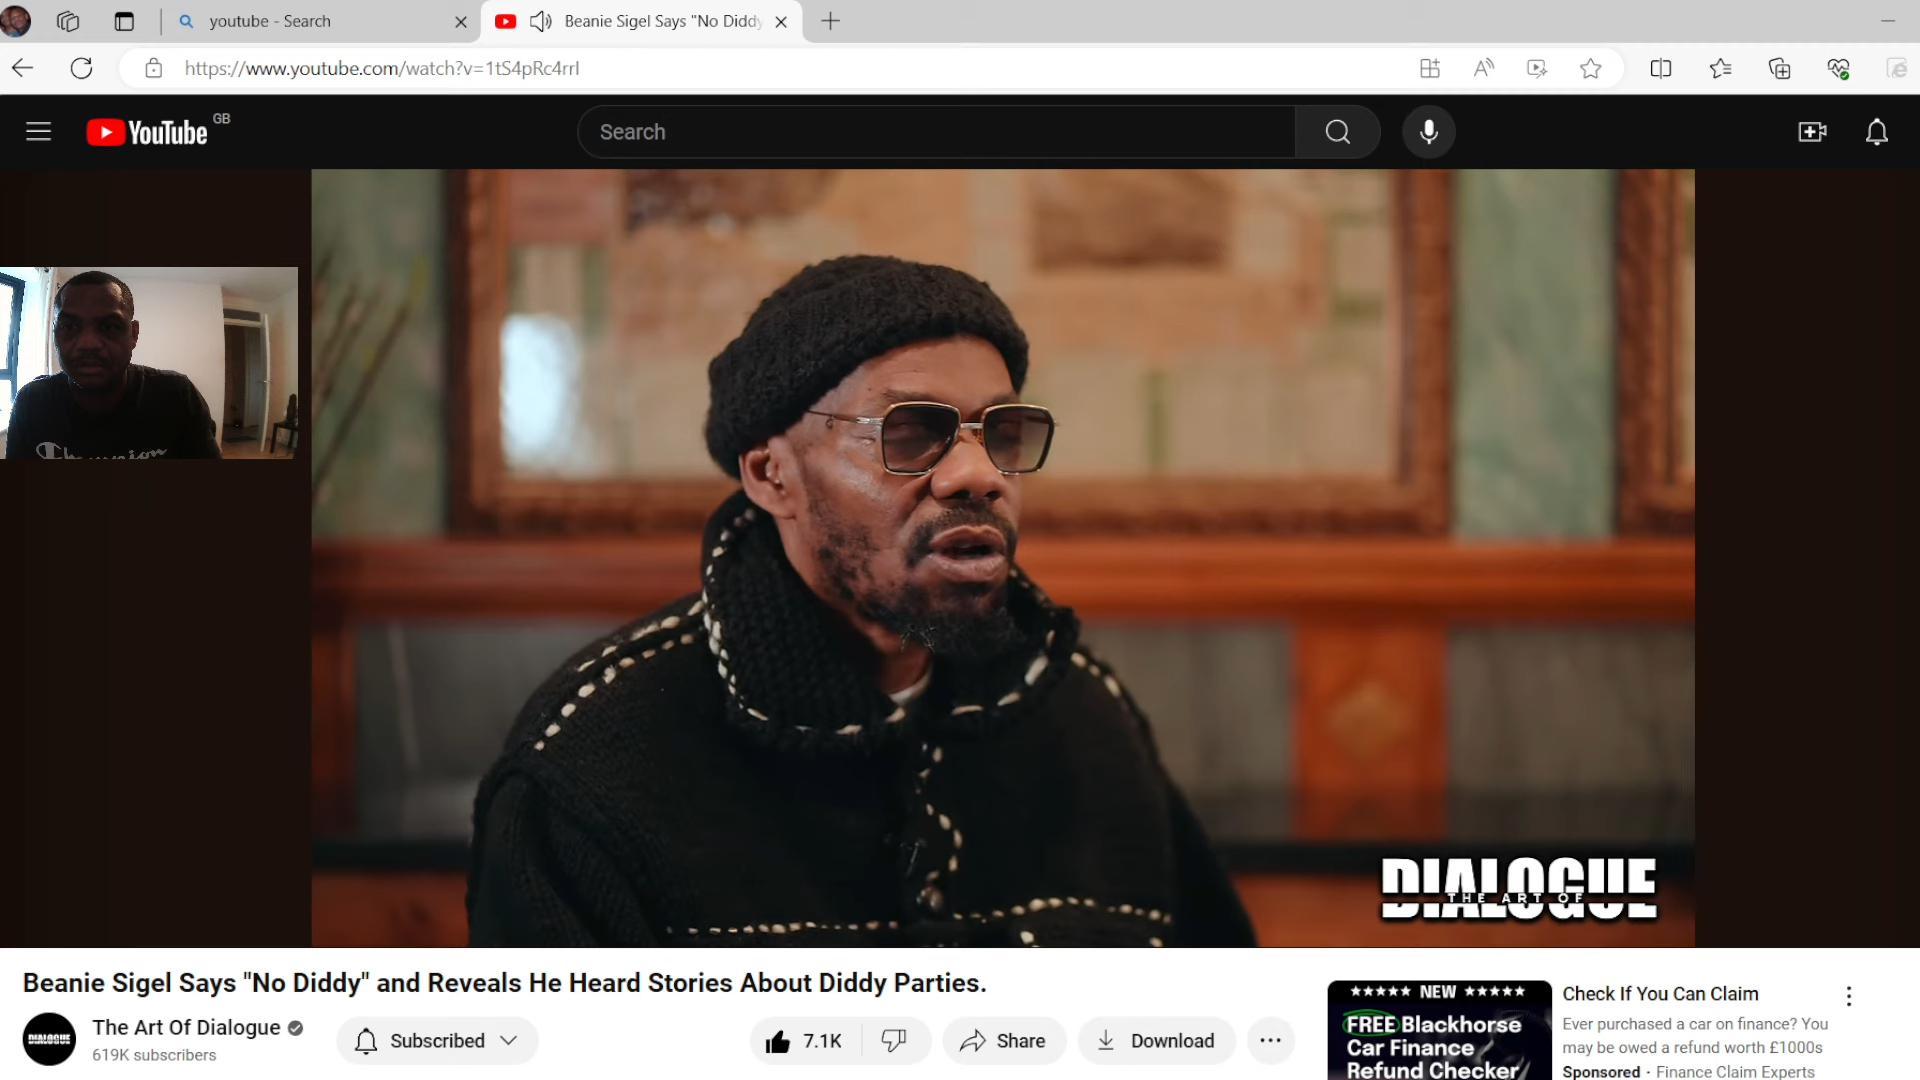 youtube - Search
Beanie Sigel Says "No Diddy
https://www.youtube.com/watch?v=1tS4pRc4rrI
YouTube
GB
Search
Champion
DIALOGUE
THE ART OF
Beanie Sigel Says "No Diddy" and Reveals He Heard Stories About Diddy Parties.
DIALOGUE
The Art Of Dialogue
619K subscribers
Subscribed
7.1K
Share
Download
★★★★★ NEW ★★★★★
FREE Blackhorse
Car Finance
Refund Checker
Check If You Can Claim
Ever purchased a car on finance? You
may be owed a refund worth £1000s
Sponsored · Finance Claim Experts